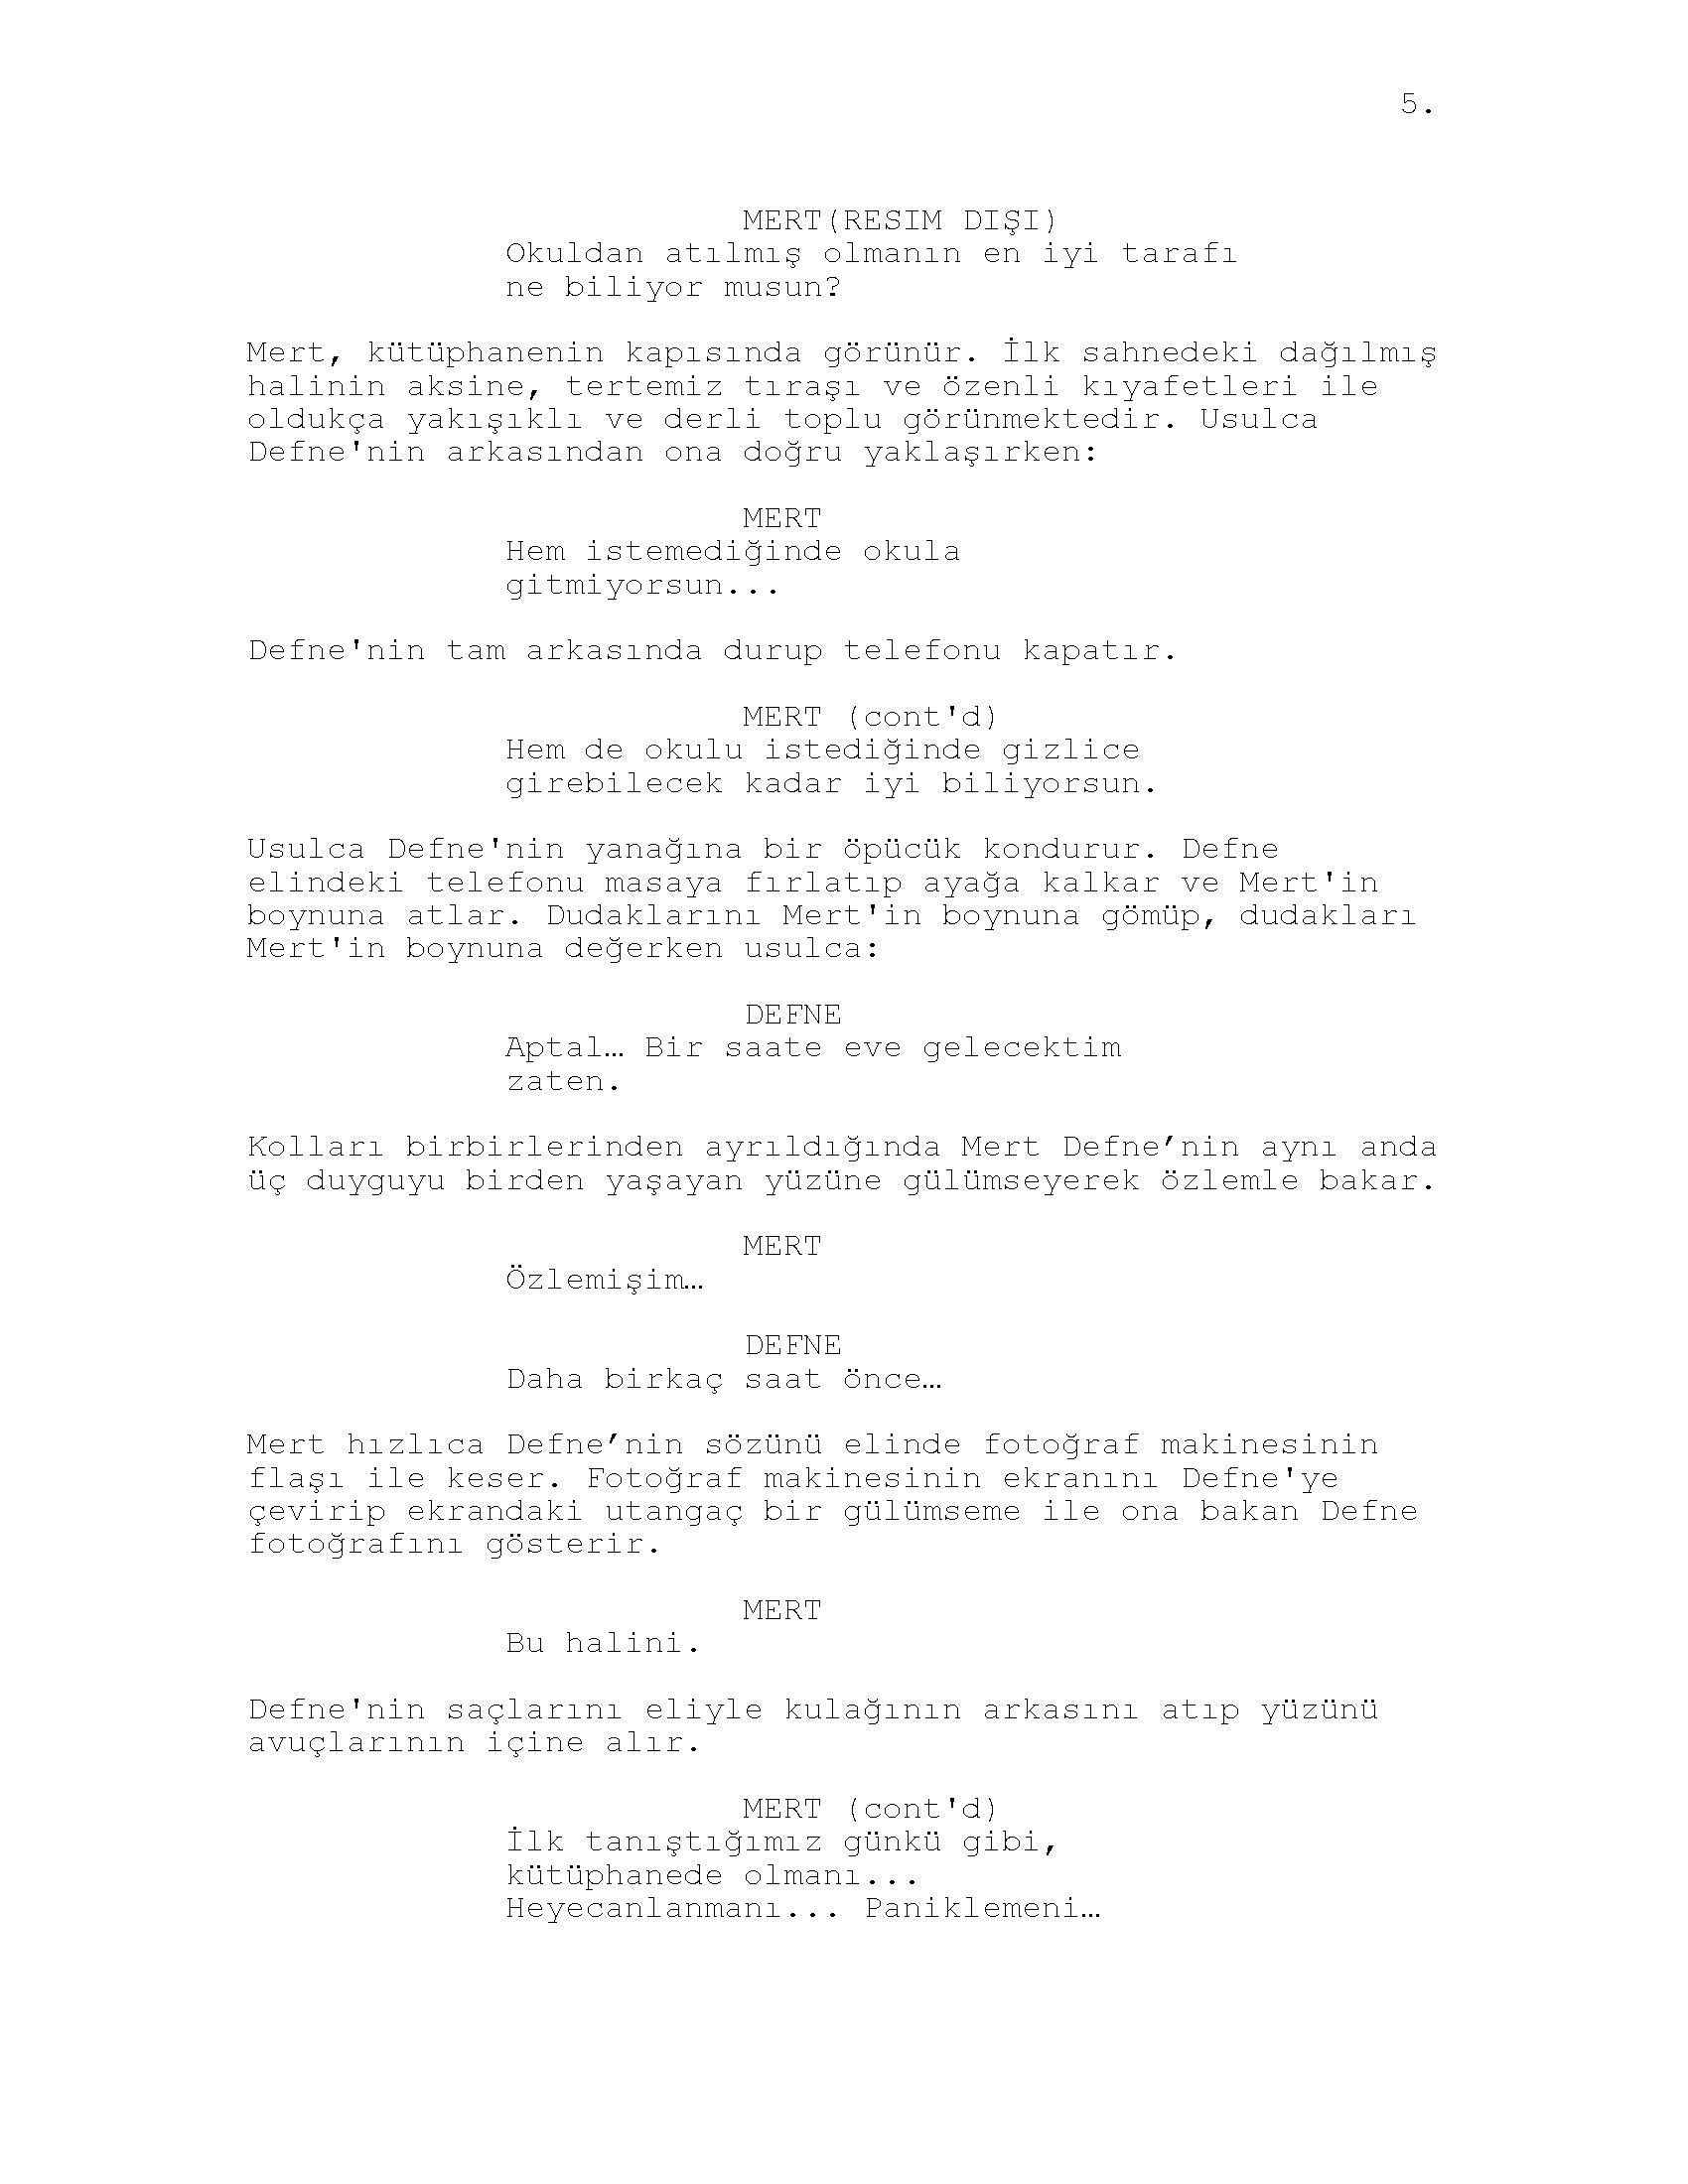 5.
MERT(RESIM DIŞI)
Okuldan atılmış olmanın en iyi tarafı
ne biliyor musun?
Mert, kütüphanenin kapısında görünür. İlk sahnedeki dağılmış
halinin aksine, tertemiz tıraşı ve özenli kıyafetleri ile
oldukça yakışıklı ve derli toplu görünmektedir. Usulca
Defne'nin arkasından ona doğru yaklaşırken:
MERT
Hem istemediğinde okula
gitmiyorsun...
Defne'nin tam arkasında durup telefonu kapatır.
MERT (cont'd)
Hem de okulu istediğinde gizlice
girebilecek kadar iyi biliyorsun.
Usulca Defne'nin yanağına bir öpücük kondurur. Defne
elindeki telefonu masaya fırlatıp ayağa kalkar ve Mert'in
boynuna atlar. Dudaklarını Mert'in boynuna gömüp, dudakları
Mert'in boynuna değerken usulca:
DEFNE
Aptal… Bir saate eve gelecektim
zaten.
Kolları birbirlerinden ayrıldığında Mert Defne’nin aynı anda
üç duyguyu birden yaşayan yüzüne gülümseyerek özlemle bakar.
MERT
Özlemişim…
DEFNE
Daha birkaç saat önce…
Mert hızlıca Defne’nin sözünü elinde fotoğraf makinesinin
flaşı ile keser. Fotoğraf makinesinin ekranını Defne'ye
çevirip ekrandaki utangaç bir gülümseme ile ona bakan Defne
fotoğrafını gösterir.
MERT
Bu halini.
Defne'nin saçlarını eliyle kulağının arkasını atıp yüzünü
avuçlarının içine alır.
MERT (cont'd)
İlk tanıştığımız günkü gibi,
kütüphanede olmanı...
Heyecanlanmanı... Paniklemeni…